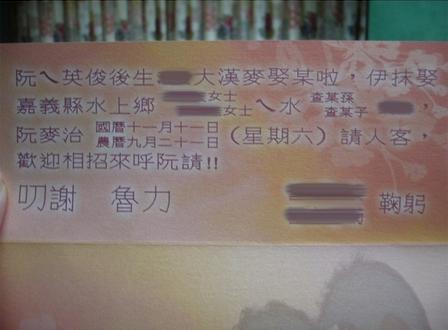 阮ㄟ英俊後生 大漢麥娶某啦，伊抹娶
嘉義縣水上鄉 女士 女士 ㄟ水 查某孫 查某子 ，
阮麥治 國曆十一月十一日 農曆九月二十一日 （星期六）請人客，
歡迎相招來呼阮請!!
叨謝 魯力 鞠躬